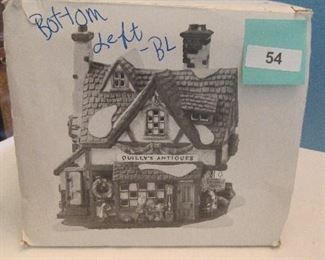 Bottom
Left - BL
54
QUILLY'S ANTIQUES